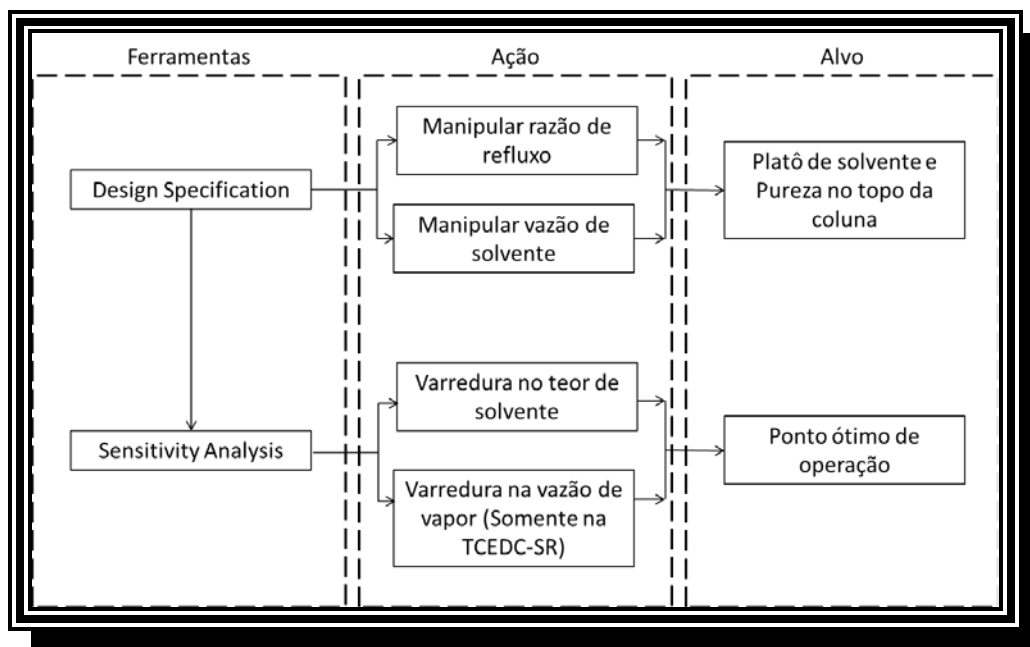 Ferramentas
Ação
Alvo
Design Specification
Manipular razão de
refluxo
Manipular vazão de
solvente
Platô de solvente e
Pureza no topo da
coluna
Sensitivity Analysis
Varredura no teor de
solvente
Varredura na vazão de
vapor (Somente na
TCEDC-SR)
Ponto ótimo de
operação